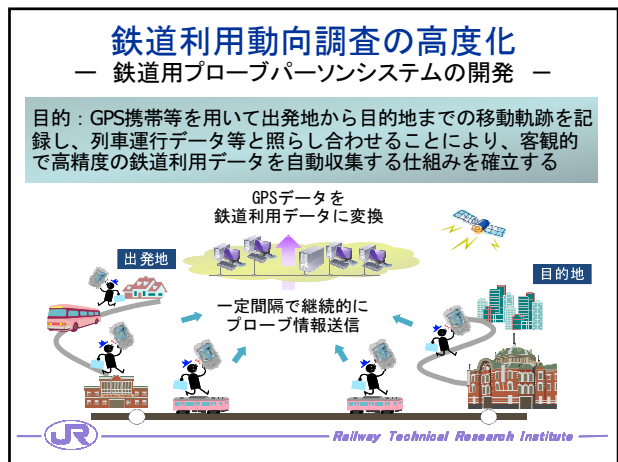 鉄道利用動向調査の高度化
－ 鉄道用プローブパーソンシステムの開発 －
目的：GPS携帯等を用いて出発地から目的地までの移動軌跡を記
録し、列車運行データ等と照らし合わせることにより、客観的
で高精度の鉄道利用データを自動収集する仕組みを確立する
GPSデータを
鉄道利用データに変換
出発地
目的地
一定間隔で継続的に
プローブ情報送信
JR
Railway Technical Research Institute